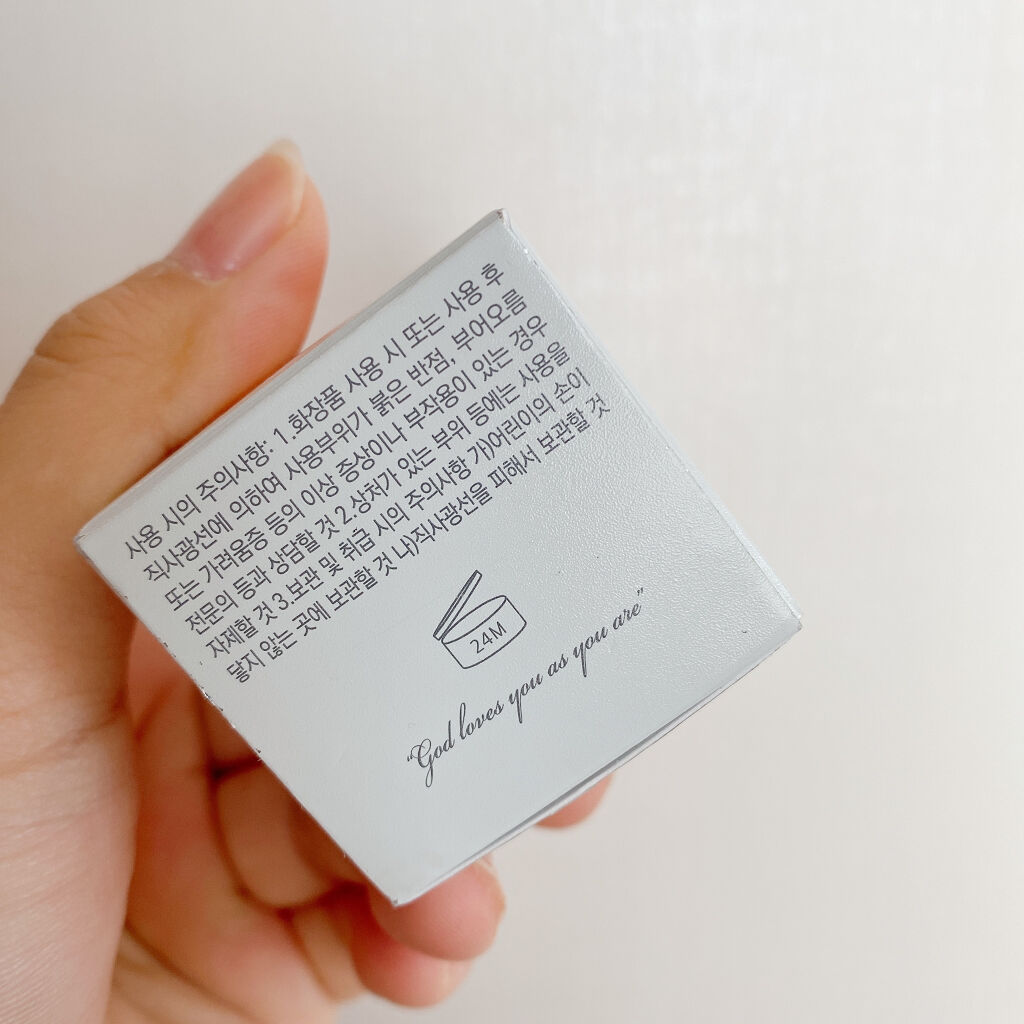 사용 시의 주의사항: 1.화장품 사용 시 또는 사용 후
직사광선에 의하여 사용부위가 붉은 반점, 부어오름
또는 가려움증 등의 이상 증상이나 부작용이 있는 경우
전문의 등과 상담할 것 2.상처가 있는 부위 등에는 사용을
자제할 것 3.보관 및 취급 시의 주의사항 가)어린이의 손이
닿지 않는 곳에 보관할 것 나)직사광선을 피해서 보관할 것
24M
“God loves you as you are”